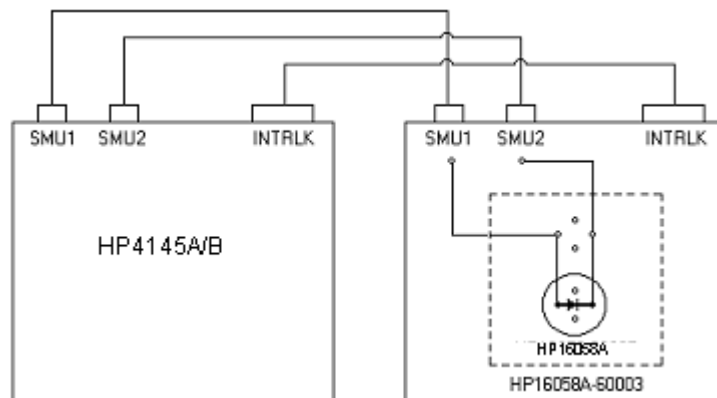 SMU1 SMU2 INTRLK SMU1 SMU2 INTRLK
HP4145A/B
HP16058A
HP16058A-60003